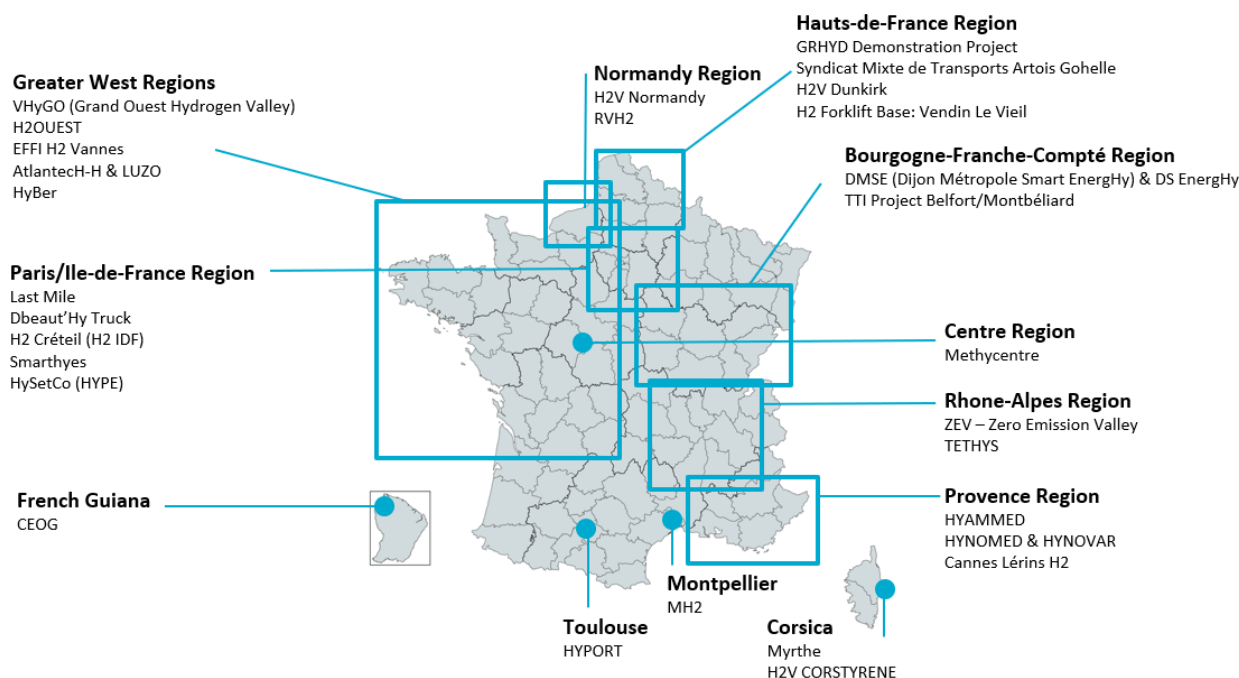 Hauts-de-France Region
GRHYD Demonstration Project
Syndicat Mixte de Transports Artois Gohelle
H2V Dunkirk
H2 Forklift Base: Vendin Le Vieil
Greater West Regions
VHyGO (Grand Ouest Hydrogen Valley)
H2OUEST
EFFI H2 Vannes
AtlantecH-H & LUZO
HyBer
Normandy Region
H2V Normandy
RVH2
Bourgogne-Franche-Compté Region
DMSE (Dijon Métropole Smart EnergHy) & DS EnergHy
TTI Project Belfort/Montbéliard
Paris/Ile-de-France Region
Last Mile
Dbeaut’Hy Truck
H2 Créteil (H2 IDF)
Smarthyes
HySetCo (HYPE)
Centre Region
Methycentre
Rhone-Alpes Region
ZEV – Zero Emission Valley
TETHYS
French Guiana
CEOG
Provence Region
HYAMMED
HYNOMED & HYNOVAR
Cannes Lérins H2
Montpellier
MH2
Toulouse
HYPORT
Corsica
Myrthe
H2V CORSTYRENE